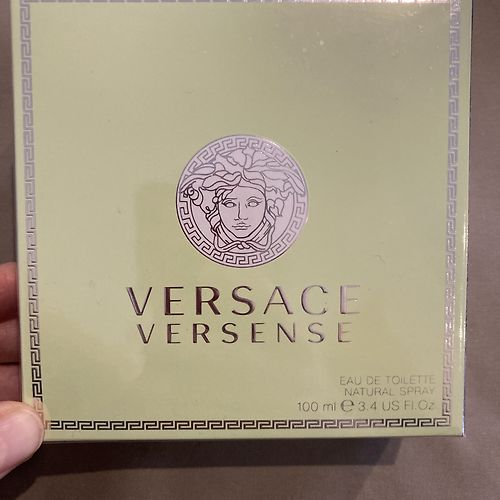 VERSACE
VERSENSE
EAU DE TOILETTE
NATURAL SPRAY
100 ml ℮ 3.4 US Fl.Oz.